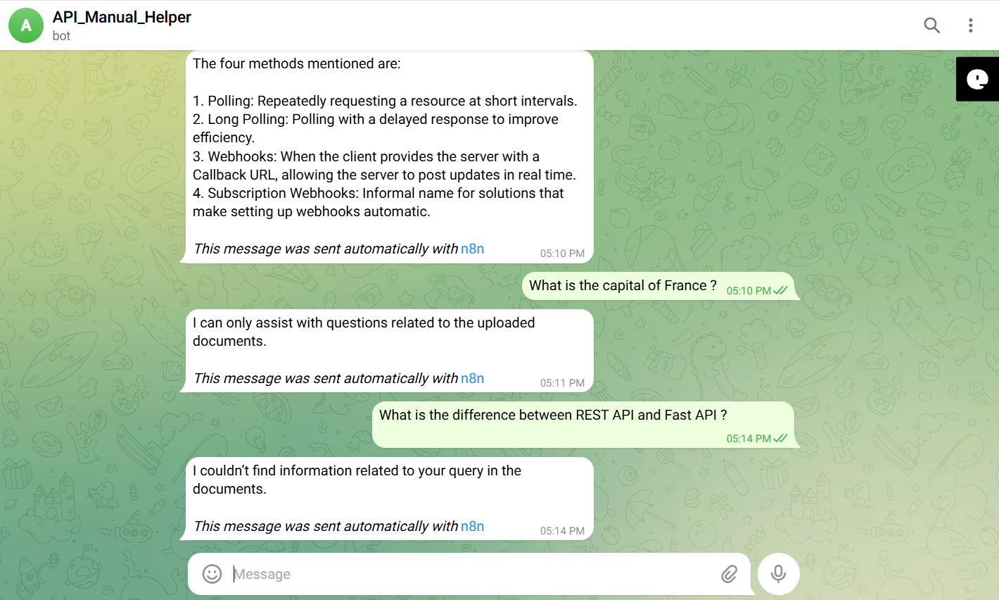 A
API_Manual_Helper
bot
The four methods mentioned are:
1. Polling: Repeatedly requesting a resource at short intervals.
2. Long Polling: Polling with a delayed response to improve
efficiency.
3. Webhooks: When the client provides the server with a
Callback URL, allowing the server to post updates in real time.
4. Subscription Webhooks: Informal name for solutions that
make setting up webhooks automatic.
This message was sent automatically with n8n 05:10 PM
What is the capital of France ? 05:10 PM
I can only assist with questions related to the uploaded
documents.
This message was sent automatically with n8n 05:11 PM
What is the difference between REST API and Fast API ?
05:14 PM
I couldn’t find information related to your query in the
documents.
This message was sent automatically with n8n 05:14 PM
Message